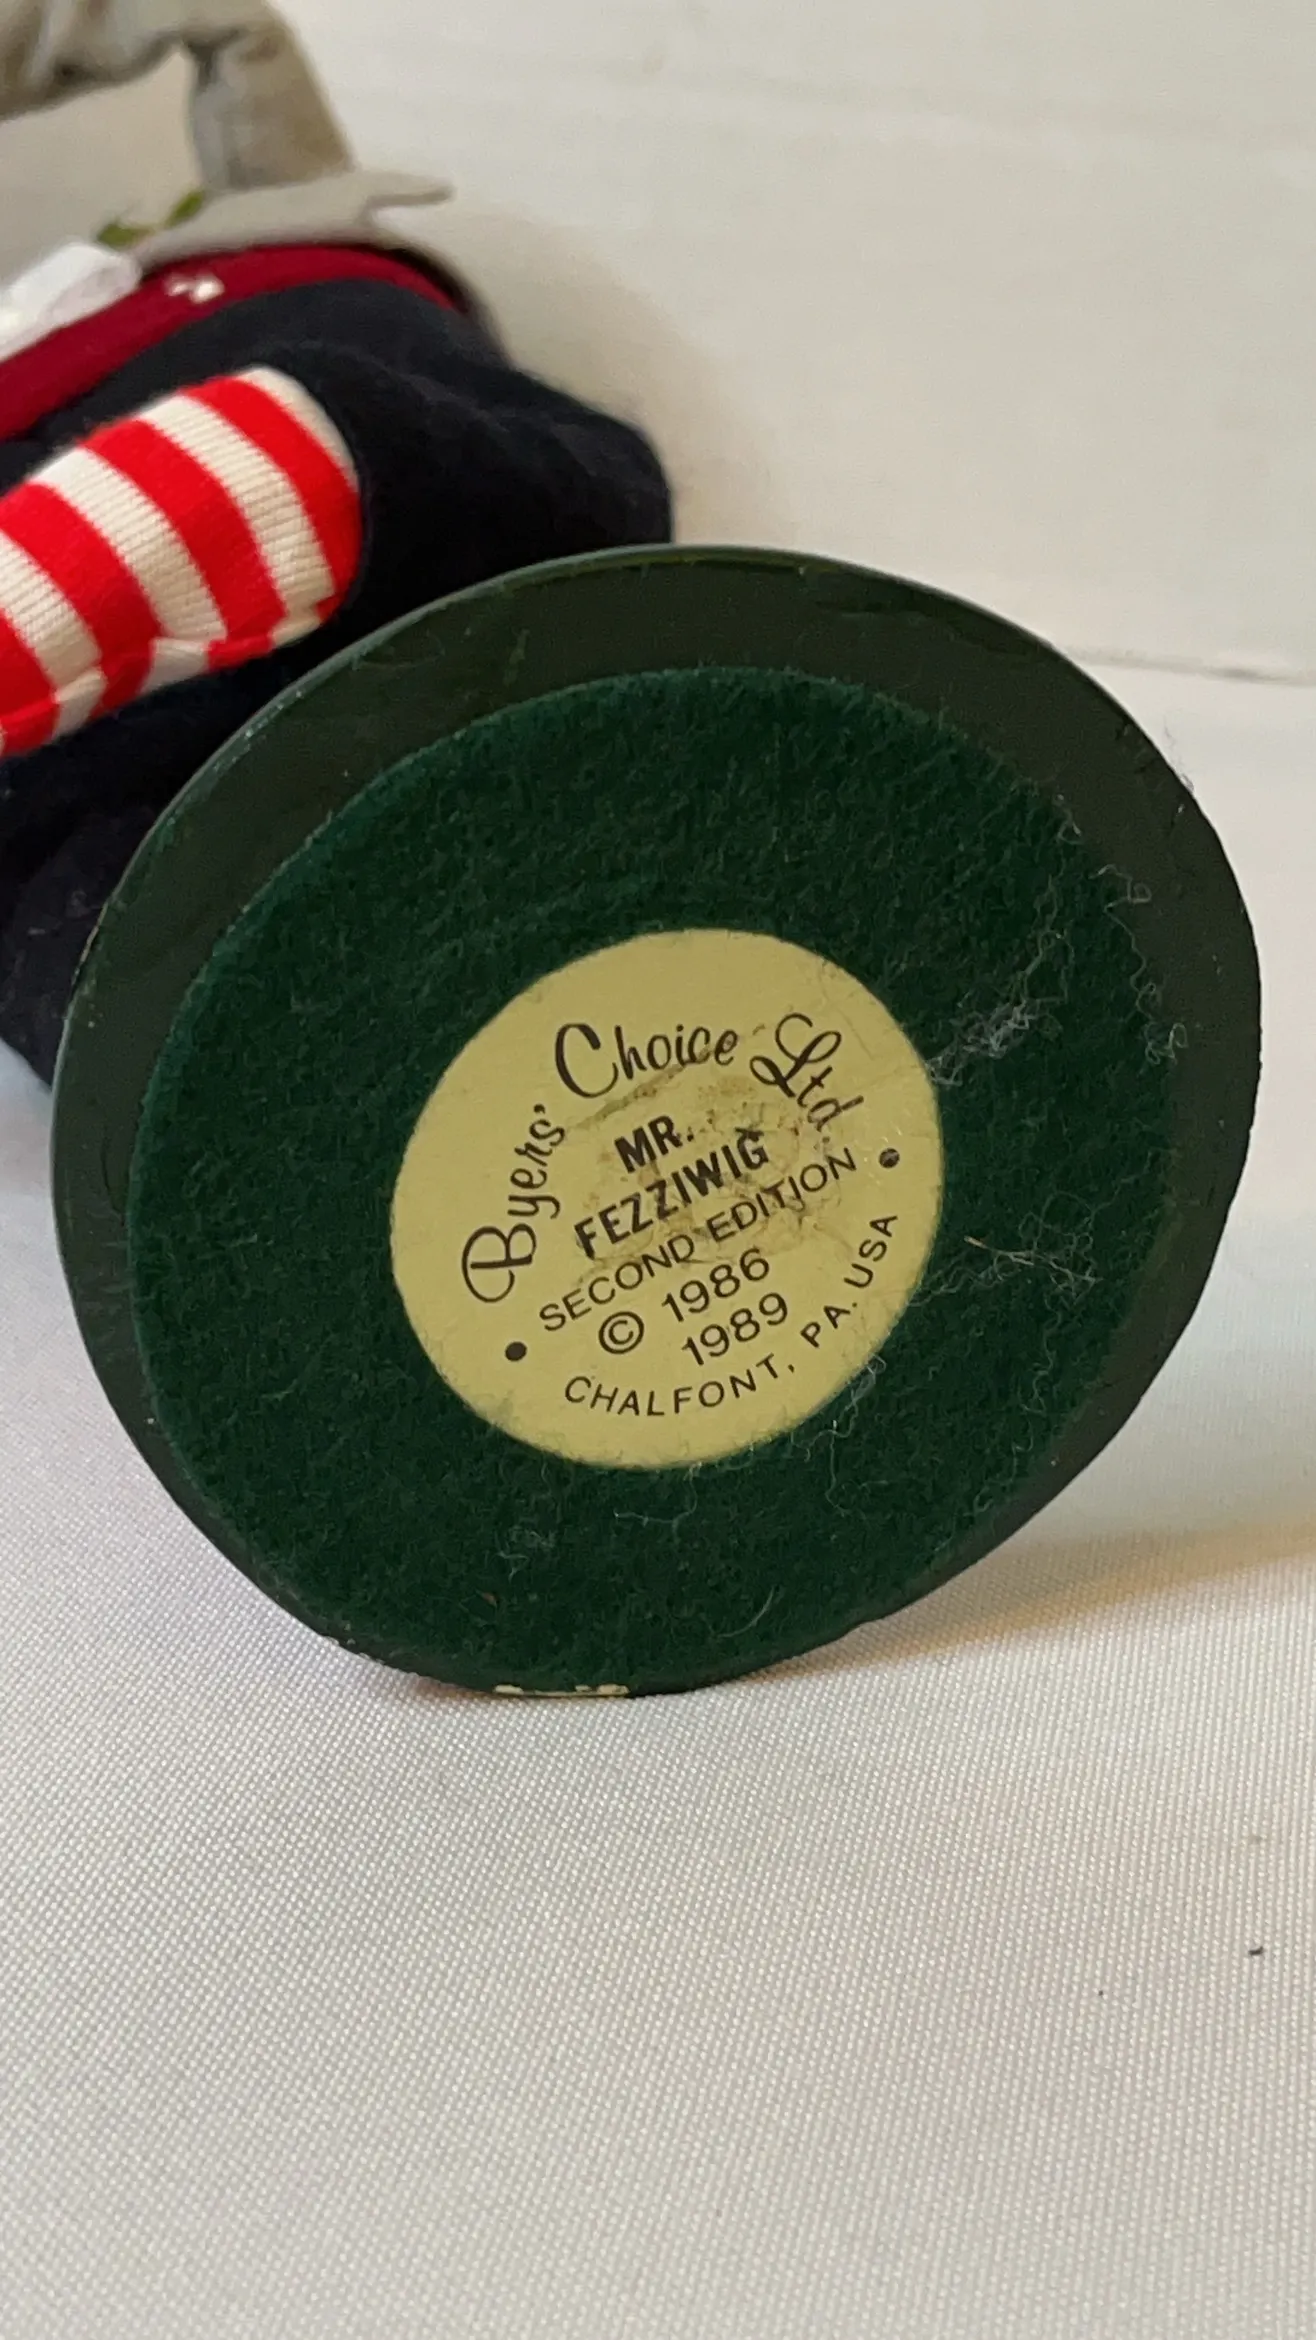 Byers' Choice Ltd
MR.
FEZZIWIG
SECOND EDITION
© 1986
1989
CHALFONT, PA. USA